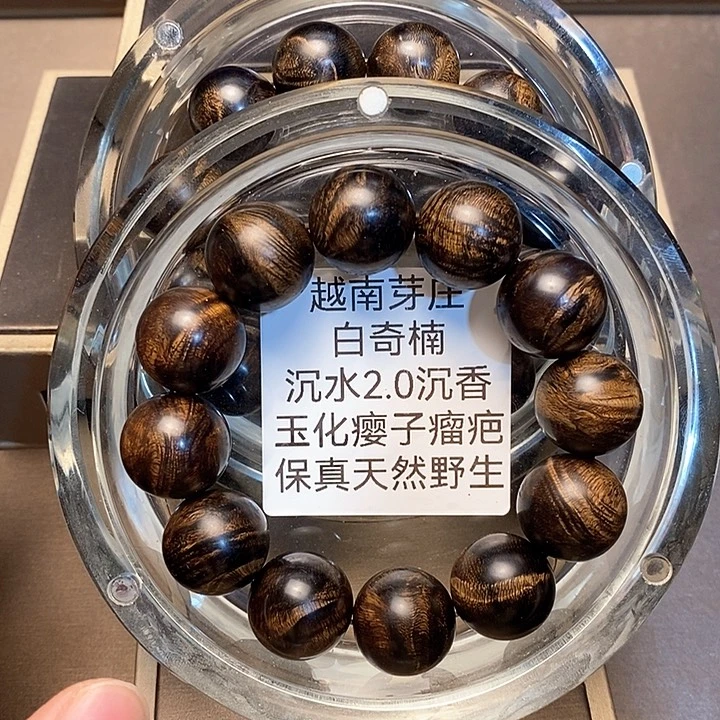 越南芽庄
白奇楠
沉水2.0沉香
玉化瘿子瘤疤
保真天然野生